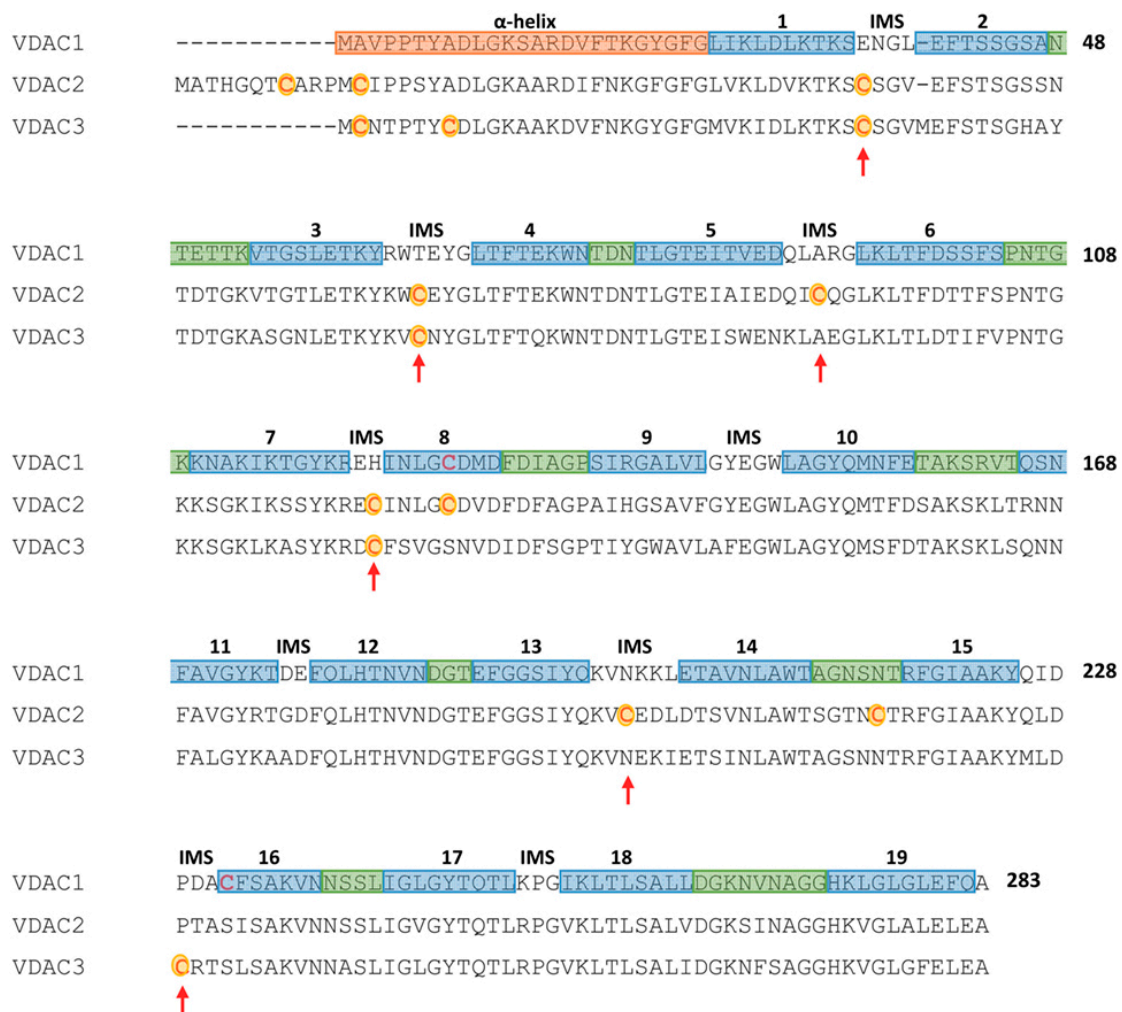 α-helix 1 IMS 2
VDAC1 -----------MAVPPTYADLGKSARDVFTKGYGFGLIKLDLKTKSENGL-EFTSSGSAN 48
VDAC2 MATHGQTCARPMCIPPSYADLGKAARDIFNKGFGFGLVKLDVKTKSCSGV-EFSTSGSSN
VDAC3 -----------MCNTPTYCDLGKAAKDVFNKGYGFGMVKIDLKTKSCSGVMEFSTSGHAY
3 IMS 4 5 IMS 6
VDAC1 TETTKVTGSLETKYRWTEYGLTFTEKWNTDNTLGTEITVEDQLARGLKLTFDSSFSPNTG 108
VDAC2 TDTGKVTGTLETKYKWCEYGLTFTEKWNTDNTLGTEIAIEDQICQGLKLTFDTTFSPNTG
VDAC3 TDTGKASGNLETKYKVCNYGLTFTQKWNTDNTLGTEISWENKLAEGLKLTLDTIFVPNTG
7 IMS 8 9 IMS 10
VDAC1 KKNAKIKTGYKREHINLGCDMDFDIAGPSIRGALVLGYEGWLAGYQMNFETAKSRVTQSN 168
VDAC2 KKSGKIKSSYKRECINLGCDVDFDFAGPAIHGSAVFGYEGWLAGYQMTFDSAKSKLTRNN
VDAC3 KKSGKLKASYKRDCFSVGSNVDIDFSGPTIYGWAVLAFEGWLAGYQMSFDTAKSKLSQNN
11 IMS 12 13 IMS 14 15
VDAC1 FAVGYKTDEFQLHTNVNDGTEFGGSIYQKVNKKLETAVNLAWTAGNSNTRFGIAAKYQID 228
VDAC2 FAVGYRTGDFQLHTNVNDGTEFGGSIYQKVCEDLDTSVNLAWTSGTNCTRFGIAAKYQLD
VDAC3 FALGYKAADFQLHTHVNDGTEFGGSIYQKVNEKIETSINLAWTAGSNNTRFGIAAKYMLD
IMS 16 17 IMS 18 19
VDAC1 PDACFSAKVNNSSLIGLGYTQTLKPGIKLTLSALLDGKNVNAGGHKLGLGLEFQA 283
VDAC2 PTASISAKVNNSSLIGVGYTQTLRPGVKLTLSALVDGKSINAGGHKVGLALELEA
VDAC3 CRTSLSAKVNNASLIGLGYTQTLRPGVKLTLSALIDGKNFSAGGHKVGLGFELEA